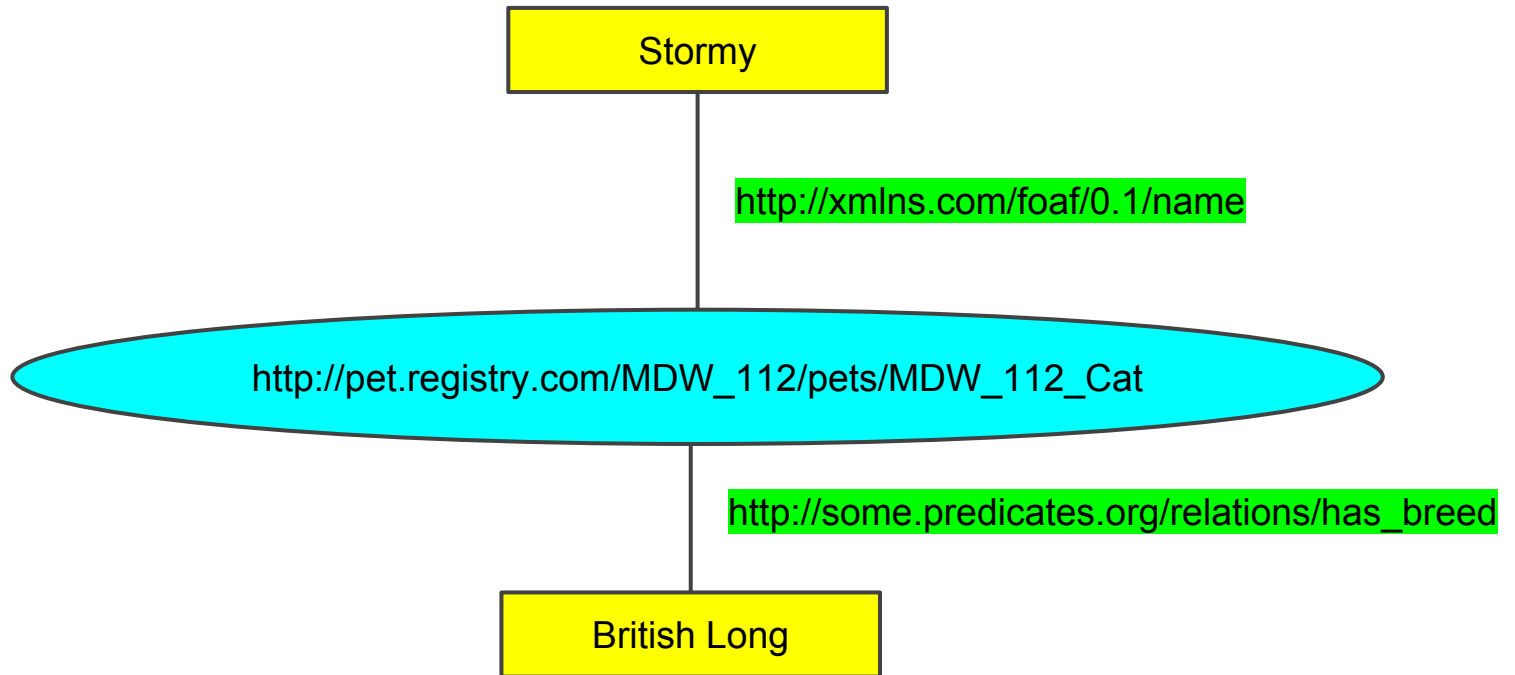 Stormy
http://xmlns.com/foaf/0.1/name
http://pet.registry.com/MDW_112/pets/MDW_112_Cat
http://some.predicates.org/relations/has_breed
British Long